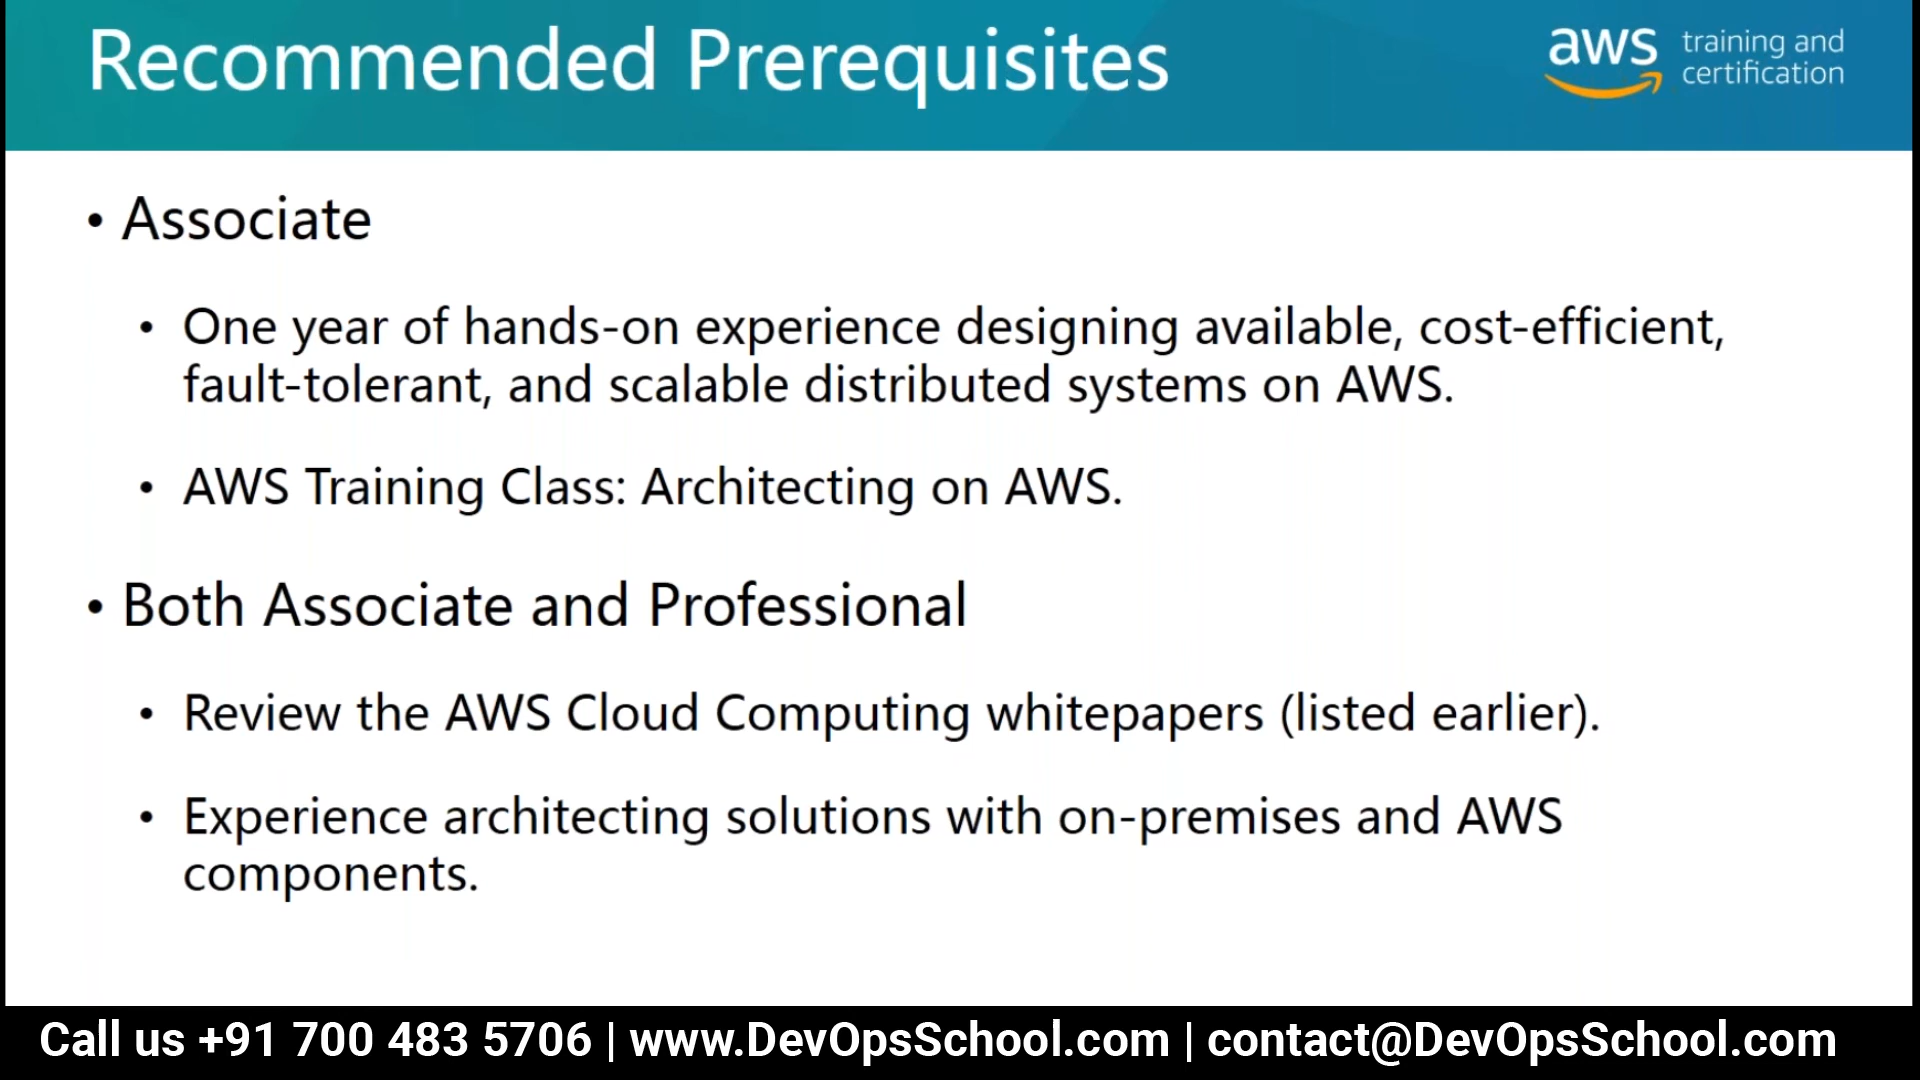 Recommended Prerequisites
aws training and
certification
• Associate
• One year of hands-on experience designing available, cost-efficient,
fault-tolerant, and scalable distributed systems on AWS.
• AWS Training Class: Architecting on AWS.
• Both Associate and Professional
• Review the AWS Cloud Computing whitepapers (listed earlier).
• Experience architecting solutions with on-premises and AWS
components.
Call us +91 700 483 5706 | www.DevOpsSchool.com | contact@DevOpsSchool.com